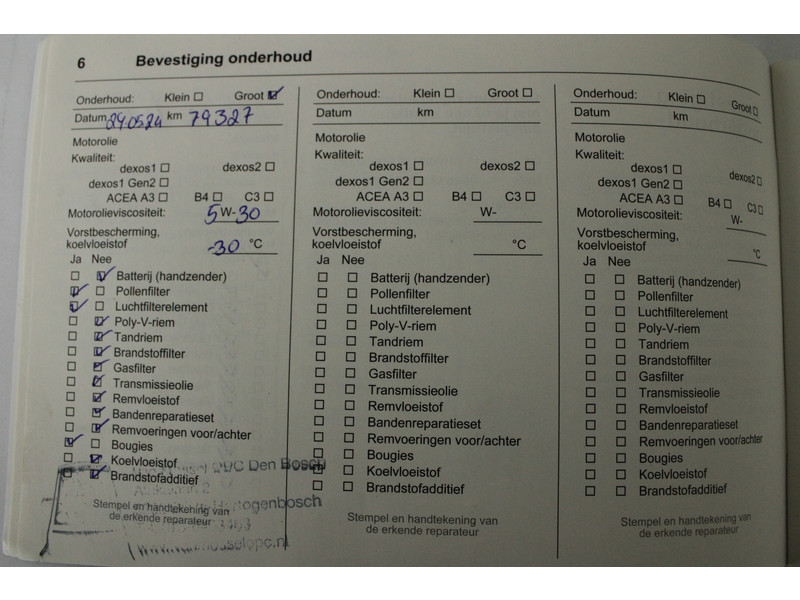 6 Bevestiging onderhoud
Onderhoud: Klein ☐ Groot ☑
Datum 24.05.24 km 79327
Motorolie
Kwaliteit:
dexos1 ☐ dexos2 ☐
dexos1 Gen2 ☐
ACEA A3 ☐ B4 ☐ C3 ☐
Motorolieviscositeit: 5 W-30
Vorstbescherming,
koelvloeistof -30 °C
Ja Nee
☐ ☑ Batterij (handzender)
☑ ☐ Pollenfilter
☑ ☐ Luchtfilterelement
☐ ☑ Poly-V-riem
☐ ☑ Tandriem
☐ ☑ Brandstoffilter
☐ ☑ Gasfilter
☐ ☑ Transmissieolie
☐ ☑ Remvloeistof
☐ ☑ Bandenreparatieset
☐ ☑ Remvoeringen voor/achter
☑ ☐ Bougies
☐ ☑ Koelvloeistof
☐ ☑ Brandstofadditief
Den Bosch
Stempel en handtekening van
de erkende reparateur
Onderhoud: Klein ☐ Groot ☐
Datum km
Motorolie
Kwaliteit:
dexos1 ☐ dexos2 ☐
dexos1 Gen2 ☐
ACEA A3 ☐ B4 ☐ C3 ☐
Motorolieviscositeit: W-
Vorstbescherming,
koelvloeistof °C
Ja Nee
☐ ☐ Batterij (handzender)
☐ ☐ Pollenfilter
☐ ☐ Luchtfilterelement
☐ ☐ Poly-V-riem
☐ ☐ Tandriem
☐ ☐ Brandstoffilter
☐ ☐ Gasfilter
☐ ☐ Transmissieolie
☐ ☐ Remvloeistof
☐ ☐ Bandenreparatieset
☐ ☐ Remvoeringen voor/achter
☐ ☐ Bougies
☐ ☐ Koelvloeistof
☐ ☐ Brandstofadditief
Stempel en handtekening van
de erkende reparateur
Onderhoud: Klein ☐ Groot ☐
Datum km
Motorolie
Kwaliteit:
dexos1 ☐ dexos2 ☐
dexos1 Gen2 ☐
ACEA A3 ☐ B4 ☐ C3 ☐
Motorolieviscositeit: W-
Vorstbescherming,
koelvloeistof °C
Ja Nee
☐ ☐ Batterij (handzender)
☐ ☐ Pollenfilter
☐ ☐ Luchtfilterelement
☐ ☐ Poly-V-riem
☐ ☐ Tandriem
☐ ☐ Brandstoffilter
☐ ☐ Gasfilter
☐ ☐ Transmissieolie
☐ ☐ Remvloeistof
☐ ☐ Bandenreparatieset
☐ ☐ Remvoeringen voor/achter
☐ ☐ Bougies
☐ ☐ Koelvloeistof
☐ ☐ Brandstofadditief
Stempel en handtekening van
de erkende reparateur